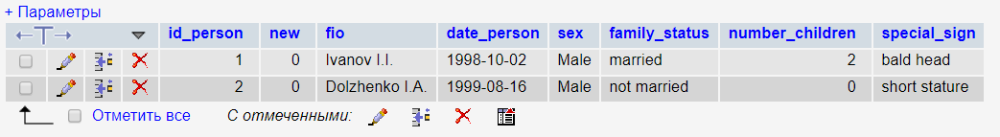 + Параметры
id_person new fio date_person sex family_status number_children special_sign
1 0 Ivanov I.I. 1998-10-02 Male married 2 bald head
2 0 Dolzhenko I.A. 1999-08-16 Male not married 0 short stature
Отметить все С отмеченными: